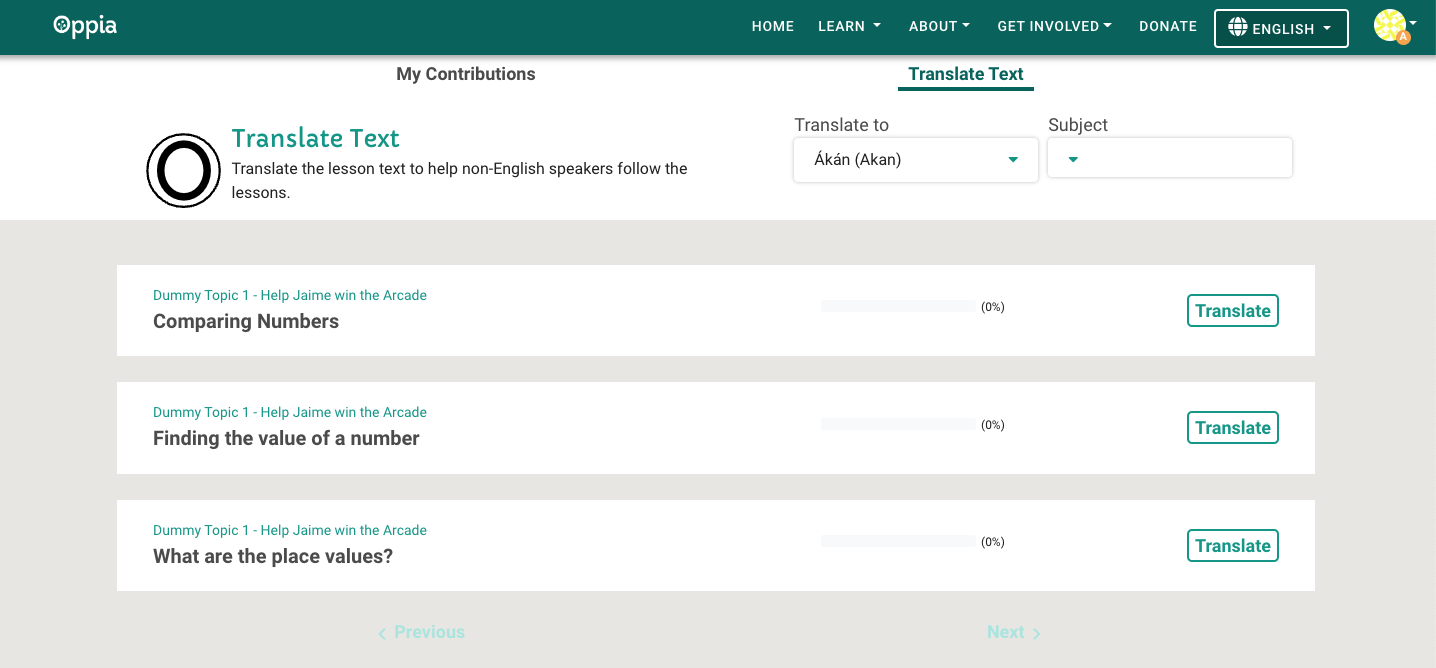 Oppia
HOME LEARN ABOUT GET INVOLVED DONATE ENGLISH A
My Contributions Translate Text
Translate Text
Translate the lesson text to help non-English speakers follow the
lessons.
Translate to Subject
Ákán (Akan)
Dummy Topic 1 - Help Jaime win the Arcade
Comparing Numbers
(0%)
Translate
Dummy Topic 1 - Help Jaime win the Arcade
Finding the value of a number
(0%)
Translate
Dummy Topic 1 - Help Jaime win the Arcade
What are the place values?
(0%)
Translate
Previous Next